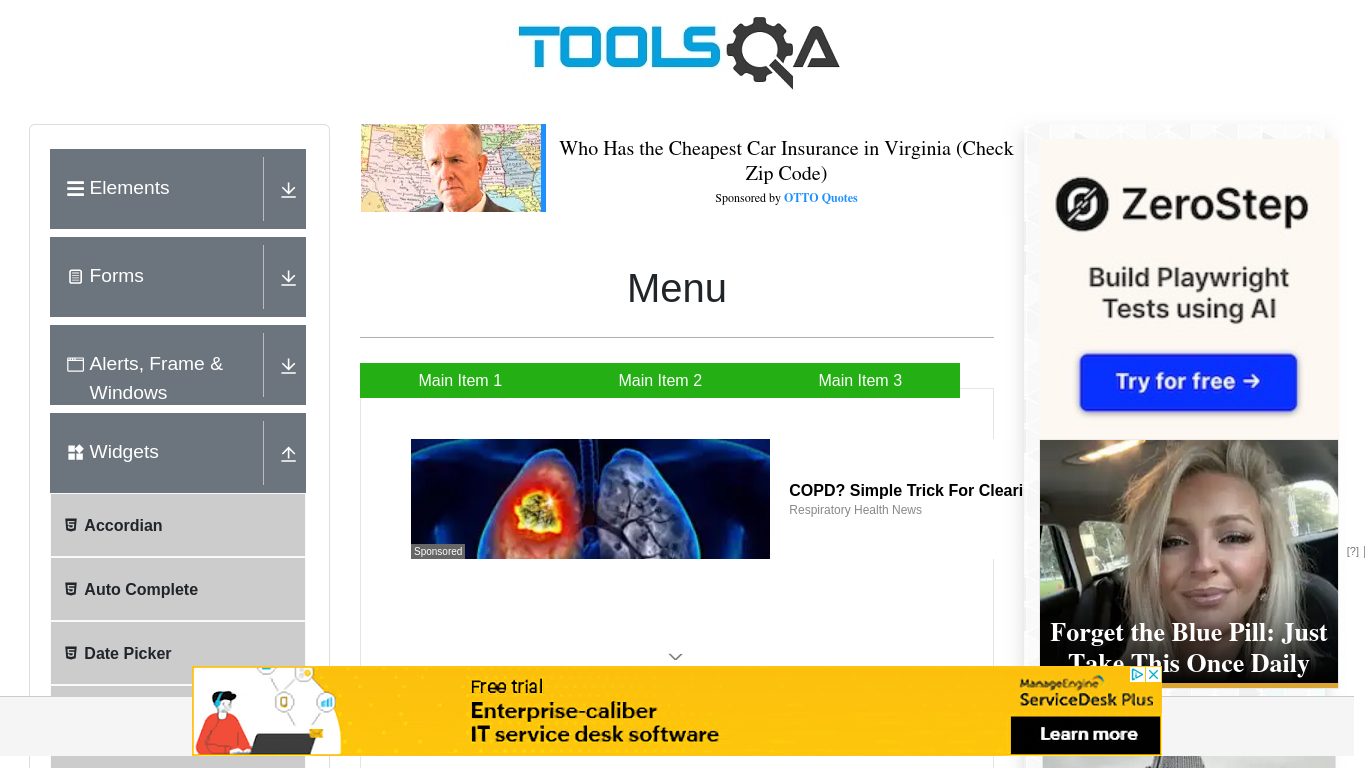 TOOLSQA
Elements
Forms
Alerts, Frame &
Windows
Widgets
Accordian
Auto Complete
Date Picker
Who Has the Cheapest Car Insurance in Virginia (Check
Zip Code)
Sponsored by OTTO Quotes
Menu
Main Item 1
Main Item 2
Main Item 3
Sponsored
COPD? Simple Trick For Cleari
Respiratory Health News
ZeroStep
Build Playwright
Tests using AI
Try for free →
Forget the Blue Pill: Just
Take This Once Daily
[?]
Free trial
Enterprise-caliber
IT service desk software
ManageEngine
ServiceDesk Plus
Learn more